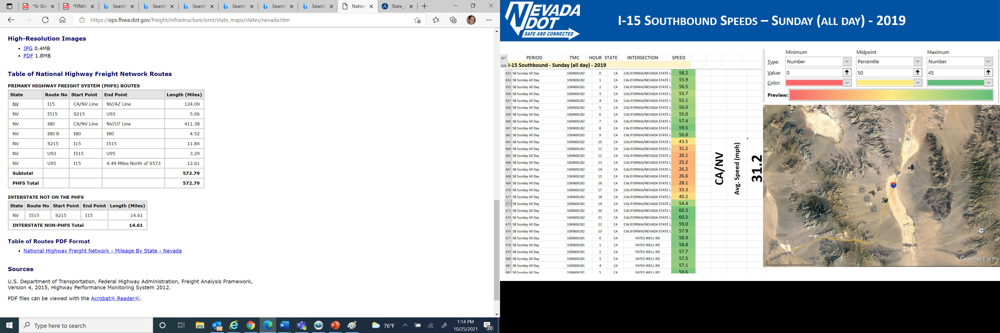 *Sr Sta
*FINAL
Search
Search
Search
Search
Search
Search
Nation
State_i
https://ops.fhwa.dot.gov/freight/infrastructure/ismt/state_maps/states/nevada.htm
High-Resolution Images
• JPG 0.4MB
• PDF 1.8MB
Table of National Highway Freight Network Routes
PRIMARY HIGHWAY FREIGHT SYSTEM (PHFS) ROUTES
State Route No Start Point End Point Length (Miles)
NV I15 CA/NV Line NV/AZ Line 124.09
NV I515 S215 U93 5.06
NV I80 CA/NV Line NV/UT Line 411.38
NV I80 B I80 I80 4.52
NV S215 I15 I515 11.84
NV U93 I515 U95 3.29
NV U95 I15 4.49 Miles North of S573 12.61
Subtotal 572.79
PHFS Total 572.79
INTERSTATE NOT ON THE PHFS
State Route No Start Point End Point Length (Miles)
NV I515 S215 I15 14.61
INTERSTATE NON-PHFS Total 14.61
Table of Routes PDF Format
• National Highway Freight Network - Mileage By State - Nevada
Sources
U.S. Department of Transportation, Federal Highway Administration, Freight Analysis Framework,
Version 4, 2015, Highway Performance Monitoring System 2012.
PDF files can be viewed with the Acrobat® Reader®.
Type here to search
76°F
1:14 PM
10/25/2021
20
NEVADA
DOT
SAFE AND CONNECTED
I-15 SOUTHBOUND SPEEDS – SUNDAY (ALL DAY) - 2019
627 PERIOD TMC HOUR STATE INTERSECTION SPEED
628 I-15 Southbound - Sunday (all day) - 2019
653 SB Sunday All Day 106N06182 0 CA CALIFORNIA/NEVADA STATE L 58.2
654 SB Sunday All Day 106N06182 1 CA CALIFORNIA/NEVADA STATE L 55.9
655 SB Sunday All Day 106N06182 2 CA CALIFORNIA/NEVADA STATE L 56.5
656 SB Sunday All Day 106N06182 3 CA CALIFORNIA/NEVADA STATE L 53.7
657 SB Sunday All Day 106N06182 4 CA CALIFORNIA/NEVADA STATE L 55.1
658 SB Sunday All Day 106N06182 5 CA CALIFORNIA/NEVADA STATE L 56.0
659 SB Sunday All Day 106N06182 6 CA CALIFORNIA/NEVADA STATE L 55.0
660 SB Sunday All Day 106N06182 7 CA CALIFORNIA/NEVADA STATE L 57.4
661 SB Sunday All Day 106N06182 8 CA CALIFORNIA/NEVADA STATE L 59.5
662 SB Sunday All Day 106N06182 9 CA CALIFORNIA/NEVADA STATE L 56.8
663 SB Sunday All Day 106N06182 10 CA CALIFORNIA/NEVADA STATE L 43.5
664 SB Sunday All Day 106N06182 11 CA CALIFORNIA/NEVADA STATE L 31.2
665 SB Sunday All Day 106N06182 12 CA CALIFORNIA/NEVADA STATE L 26.1
666 SB Sunday All Day 106N06182 13 CA CALIFORNIA/NEVADA STATE L 25.2
667 SB Sunday All Day 106N06182 14 CA CALIFORNIA/NEVADA STATE L 26.2
668 SB Sunday All Day 106N06182 15 CA CALIFORNIA/NEVADA STATE L 26.6
669 SB Sunday All Day 106N06182 16 CA CALIFORNIA/NEVADA STATE L 28.1
670 SB Sunday All Day 106N06182 17 CA CALIFORNIA/NEVADA STATE L 33.3
671 SB Sunday All Day 106N06182 18 CA CALIFORNIA/NEVADA STATE L 40.2
672 SB Sunday All Day 106N06182 19 CA CALIFORNIA/NEVADA STATE L 54.4
673 SB Sunday All Day 106N06182 20 CA CALIFORNIA/NEVADA STATE L 60.3
674 SB Sunday All Day 106N06182 21 CA CALIFORNIA/NEVADA STATE L 60.5
675 SB Sunday All Day 106N06182 22 CA CALIFORNIA/NEVADA STATE L 59.0
676 SB Sunday All Day 106N06182 23 CA CALIFORNIA/NEVADA STATE L 57.9
677 SB Sunday All Day 106N06181 0 CA YATES WELL RD 58.9
678 SB Sunday All Day 106N06181 1 CA YATES WELL RD 58.8
679 SB Sunday All Day 106N06181 2 CA YATES WELL RD 57.7
680 SB Sunday All Day 106N06181 3 CA YATES WELL RD 57.5
681 SB Sunday All Day 106N06181 4 CA YATES WELL RD 57.1
682 SB Sunday All Day 106N06181 5 CA YATES WELL RD 59.6
CA/NV
Avg. Speed (mph)
31.2
Minimum Midpoint Maximum
Type: Number Percentile Number
Value: 0 50 45
Color:
Preview:
15
164
Nipton Rd
© 2021 Google
Google Earth